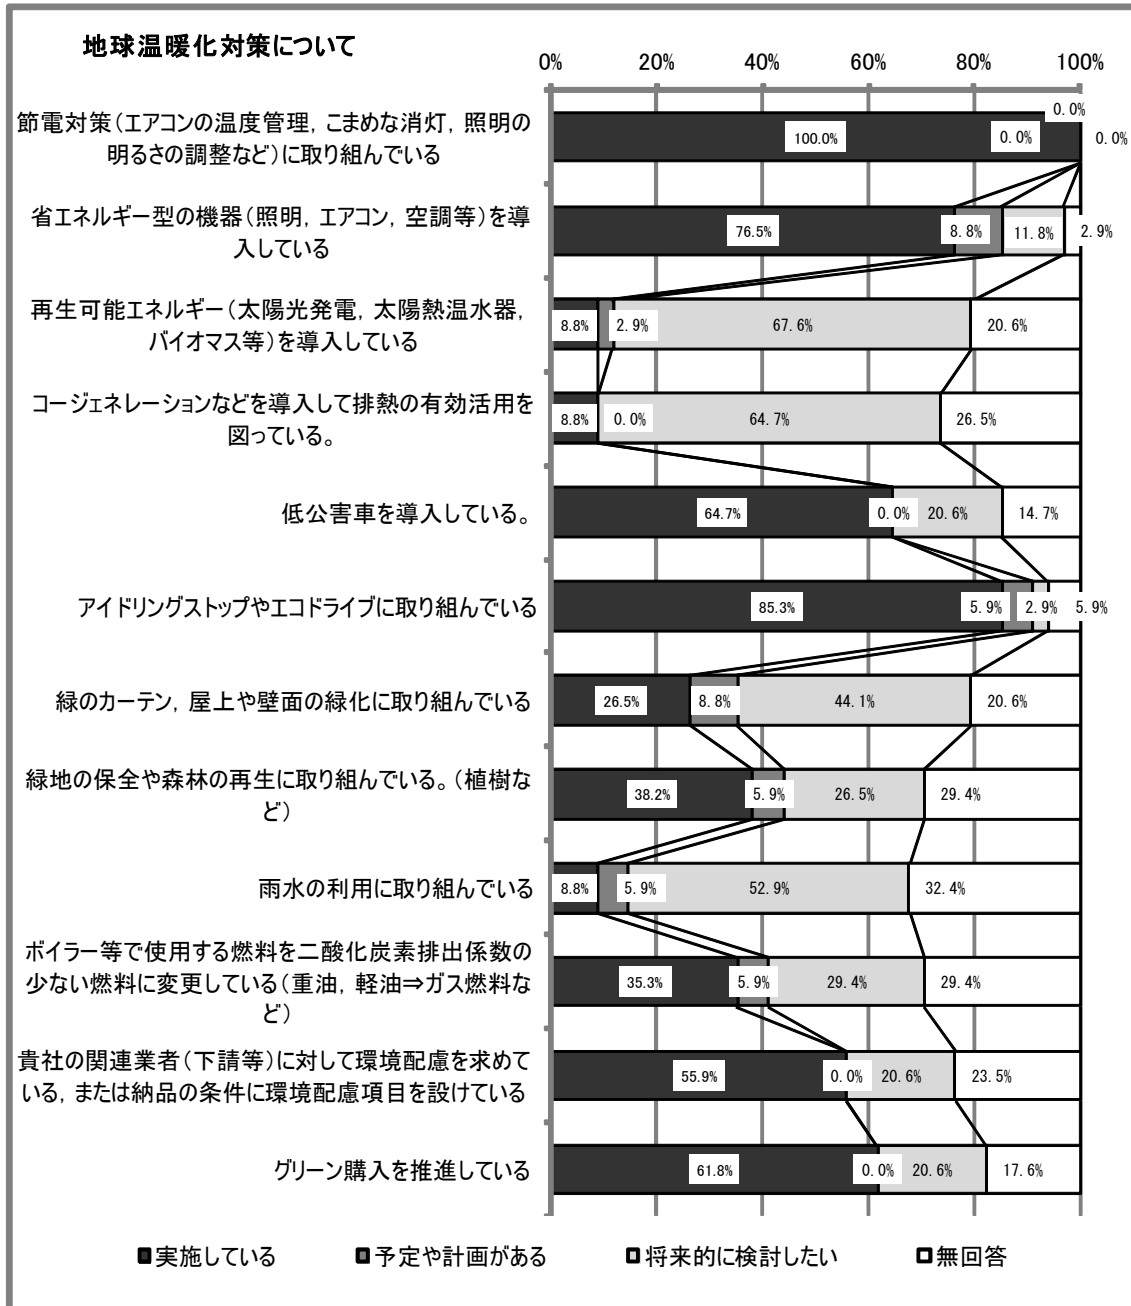 地球温暖化対策について
0% 20% 40% 60% 80% 100%
節電対策（エアコンの温度管理，こまめな消灯，照明の
明るさの調整など）に取り組んでいる
100.0% 0.0% 0.0% 0.0%
省エネルギー型の機器（照明，エアコン，空調等）を導
入している
76.5% 8.8% 11.8% 2.9%
再生可能エネルギー（太陽光発電，太陽熱温水器，
バイオマス等）を導入している
8.8% 2.9% 67.6% 20.6%
コージェネレーションなどを導入して排熱の有効活用を
図っている。
8.8% 0.0% 64.7% 26.5%
低公害車を導入している。
64.7% 0.0% 20.6% 14.7%
アイドリングストップやエコドライブに取り組んでいる
85.3% 5.9% 2.9% 5.9%
緑のカーテン，屋上や壁面の緑化に取り組んでいる
26.5% 8.8% 44.1% 20.6%
緑地の保全や森林の再生に取り組んでいる。（植樹な
ど）
38.2% 5.9% 26.5% 29.4%
雨水の利用に取り組んでいる
8.8% 5.9% 52.9% 32.4%
ボイラー等で使用する燃料を二酸化炭素排出係数の
少ない燃料に変更している（重油，軽油⇒ガス燃料な
ど）
35.3% 5.9% 29.4% 29.4%
貴社の関連業者（下請等）に対して環境配慮を求めて
いる，または納品の条件に環境配慮項目を設けている
55.9% 0.0% 20.6% 23.5%
グリーン購入を推進している
61.8% 0.0% 20.6% 17.6%
実施している 予定や計画がある 将来的に検討したい 無回答